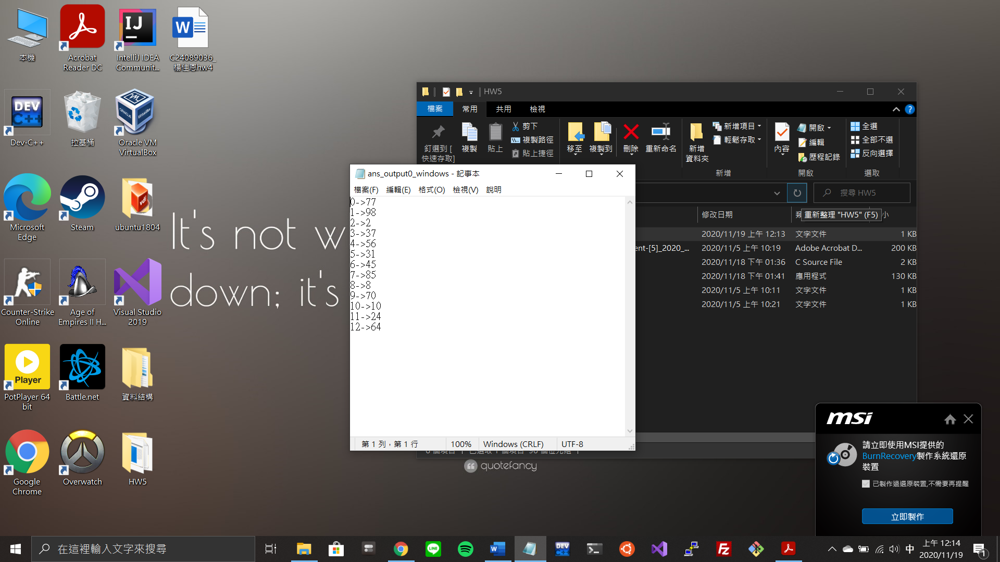 本機
Acrobat
Reader DC
IntelliJ IDEA
Communit...
C24089036_
楊佳恩hw4
Dev-C++
拉基桶
Oracle VM
VirtualBox
Microsoft
Edge
Steam
ubuntu1804
Counter-Strike
Online
Age of
Empires II H...
Visual Studio
2019
PotPlayer 64
bit
Battle.net
資料結構
Google
Chrome
Overwatch
HW5
It's not w
down; it's
quotefancy
HW5
檔案
常用
共用
檢視
釘選到 [
快速存取]
複製
貼上
剪下
複製路徑
貼上捷徑
移至
複製到
刪除
重新命名
新增
資料夾
新增項目
輕鬆存取
新增
內容
開啟
編輯
歷程記錄
開啟
全選
全部不選
反向選擇
選取
搜尋 HW5
修改日期
重新整理 "HW5" (F5)
小
2020/11/19 上午 12:13 文字文件 1 KB
ent-[5]_2020_... 2020/11/5 上午 10:19 Adobe Acrobat D... 200 KB
2020/11/18 下午 01:36 C Source File 2 KB
2020/11/18 下午 01:41 應用程式 130 KB
2020/11/5 上午 10:11 文字文件 1 KB
2020/11/5 上午 10:21 文字文件 1 KB
ans_output0_windows - 記事本
檔案(F) 編輯(E) 格式(O) 檢視(V) 說明
0->77
1->98
2->2
3->37
4->56
5->31
6->45
7->85
8->8
9->70
10->10
11->24
12->64
第 1 列，第 1 行 100% Windows (CRLF) UTF-8
msi
請立即使用MSI提供的
BurnRecovery製作系統還原
裝置
已製作過還原裝置,不需要再提醒
立即製作
在這裡輸入文字來搜尋
中
上午 12:14
2020/11/19
1